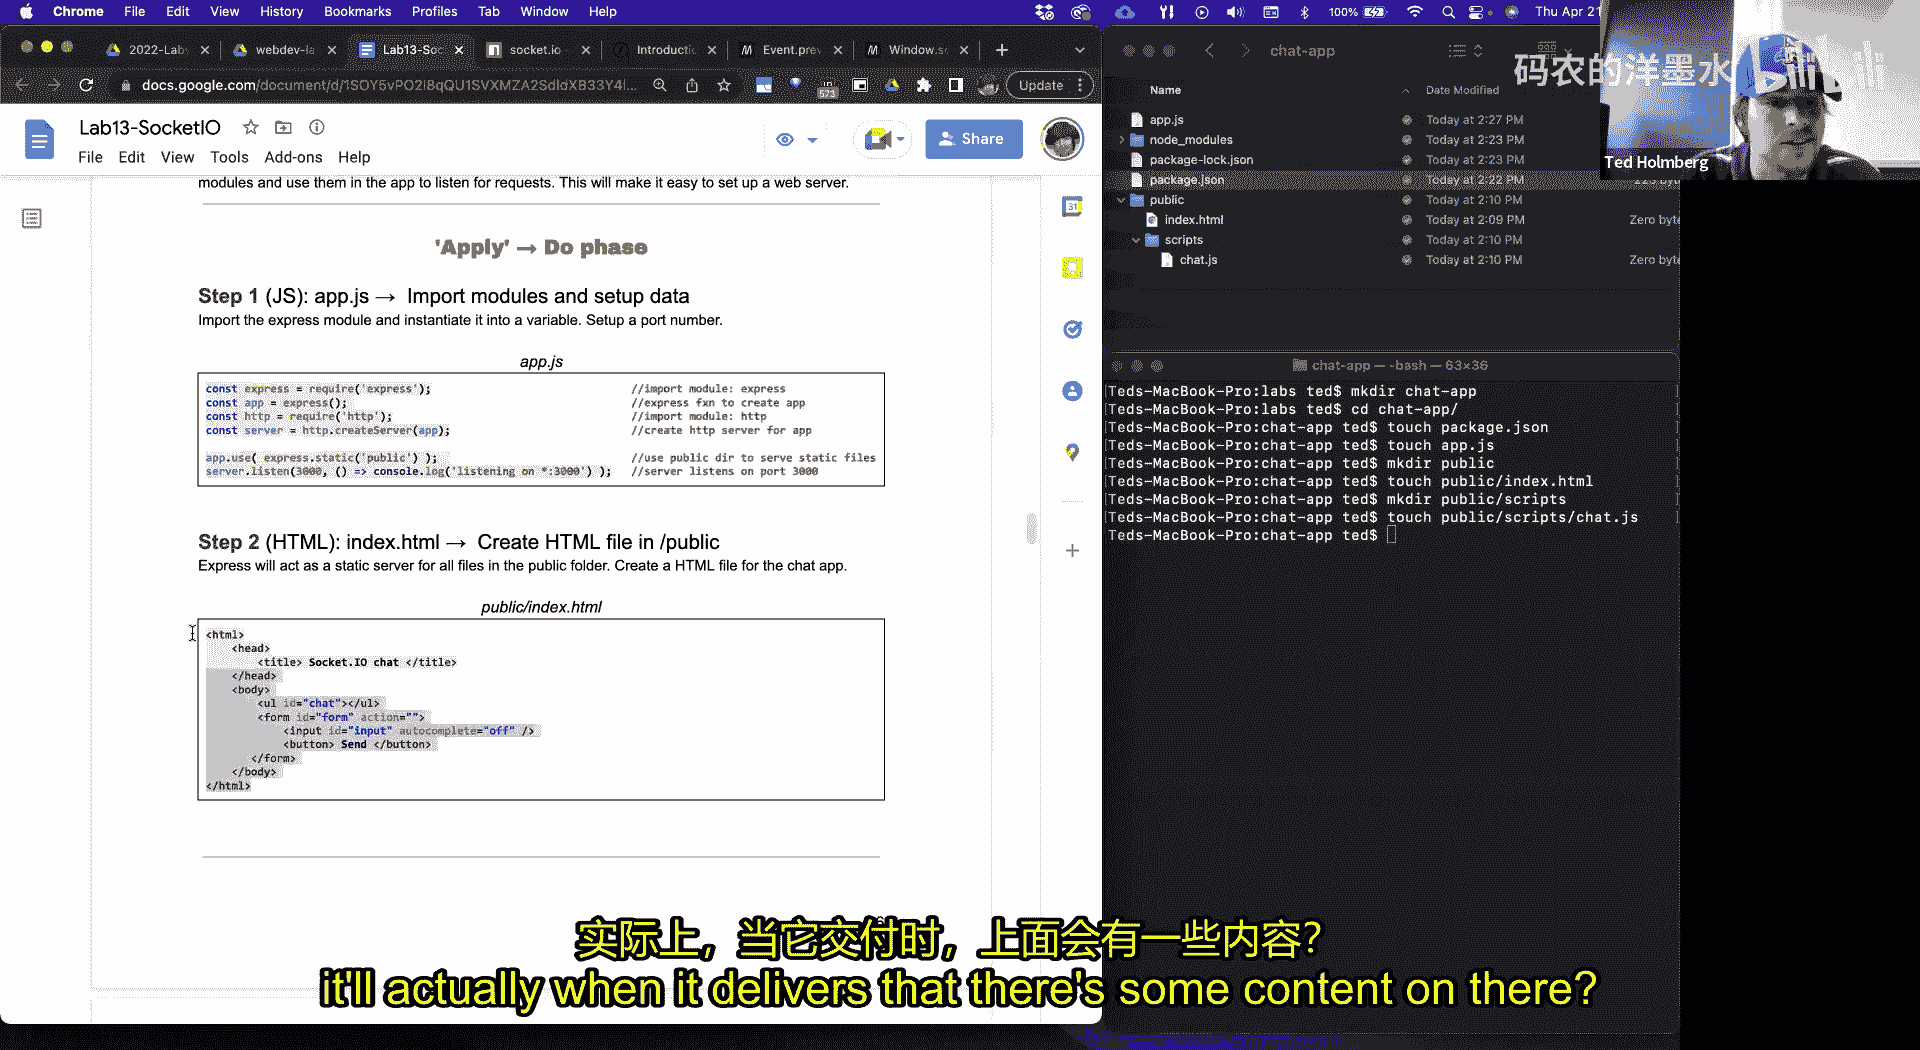 Chrome File Edit View History Bookmarks Profiles Tab Window Help
100%
Thu Apr 21
2022-Lab
webdev-la
Lab13-Soc
socket.io
Introductio
Event.prev
Window.sc
docs.google.com/document/d/1SOY5vPO2I8qQU1SVXMZA2SdIdXB33Y4I...
573
Update
Lab13-SocketIO
File Edit View Tools Add-ons Help
Share
31
modules and use them in the app to listen for requests. This will make it easy to set up a web server.
'Apply' → Do phase
Step 1 (JS): app.js → Import modules and setup data
Import the express module and instantiate it into a variable. Setup a port number.
app.js
const express = require('express'); //import module: express
const app = express(); //express fxn to create app
const http = require('http'); //import module: http
const server = http.createServer(app); //create http server for app
app.use( express.static('public') ); //use public dir to serve static files
server.listen(3000, () => console.log('listening on *:3000') ); //server listens on port 3000
Step 2 (HTML): index.html → Create HTML file in /public
Express will act as a static server for all files in the public folder. Create a HTML file for the chat app.
public/index.html
<html>
<head>
<title> Socket.IO chat </title>
</head>
<body>
<ul id="chat"></ul>
<form id="form" action="">
<input id="input" autocomplete="off" />
<button> Send </button>
</form>
</body>
</html>
chat-app
Name Date Modified
app.js Today at 2:27 PM
node_modules Today at 2:23 PM
package-lock.json Today at 2:23 PM
package.json Today at 2:22 PM
public Today at 2:10 PM
index.html Today at 2:09 PM Zero byte
scripts Today at 2:10 PM
chat.js Today at 2:10 PM Zero byte
码农的洋墨水
bilibili
Ted Holmberg
chat-app — -bash — 63×36
[Teds-MacBook-Pro:labs ted$ mkdir chat-app ]
[Teds-MacBook-Pro:labs ted$ cd chat-app/ ]
[Teds-MacBook-Pro:chat-app ted$ touch package.json ]
[Teds-MacBook-Pro:chat-app ted$ touch app.js ]
[Teds-MacBook-Pro:chat-app ted$ mkdir public ]
[Teds-MacBook-Pro:chat-app ted$ touch public/index.html ]
[Teds-MacBook-Pro:chat-app ted$ mkdir public/scripts ]
[Teds-MacBook-Pro:chat-app ted$ touch public/scripts/chat.js ]
Teds-MacBook-Pro:chat-app ted$
实际上，当它交付时，上面会有一些内容？
it'll actually when it delivers that there's some content on there?